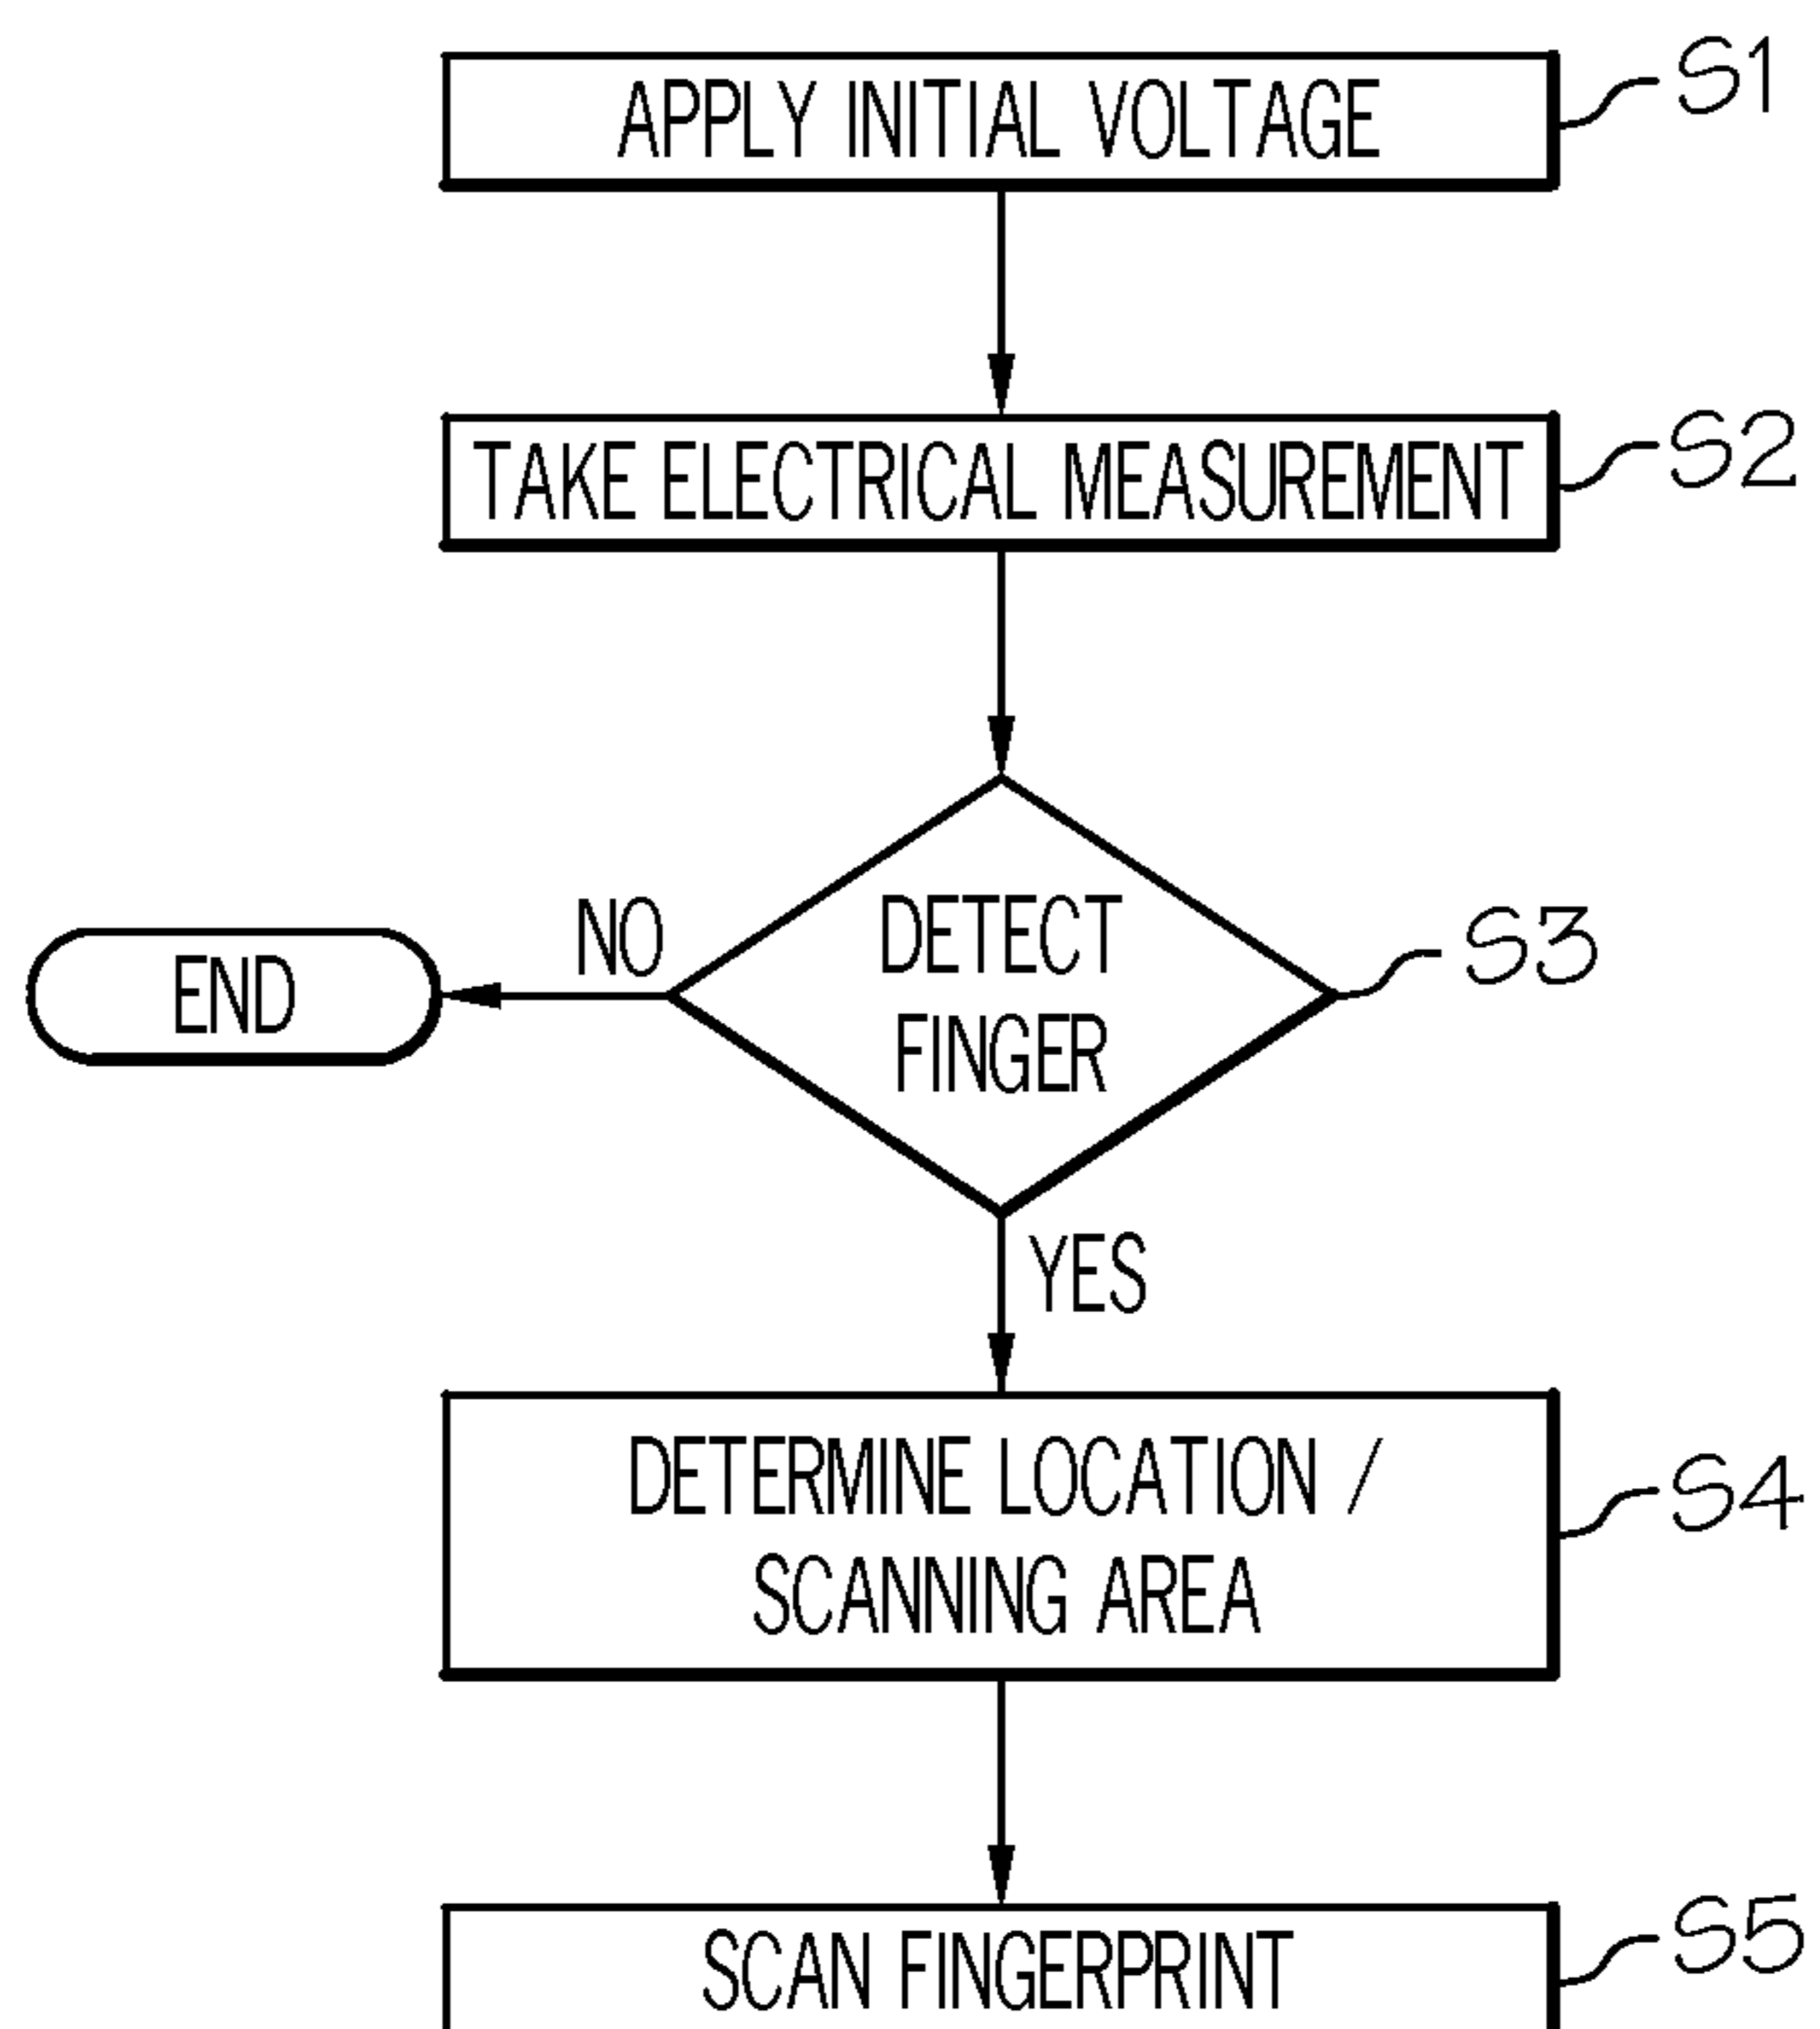 APPLY INITIAL VOLTAGE
S1
TAKE ELECTRICAL MEASUREMENT
S2
DETECT
FINGER
S3
NO
END
YES
DETERMINE LOCATION /
SCANNING AREA
S4
SCAN FINGERPRINT
S5